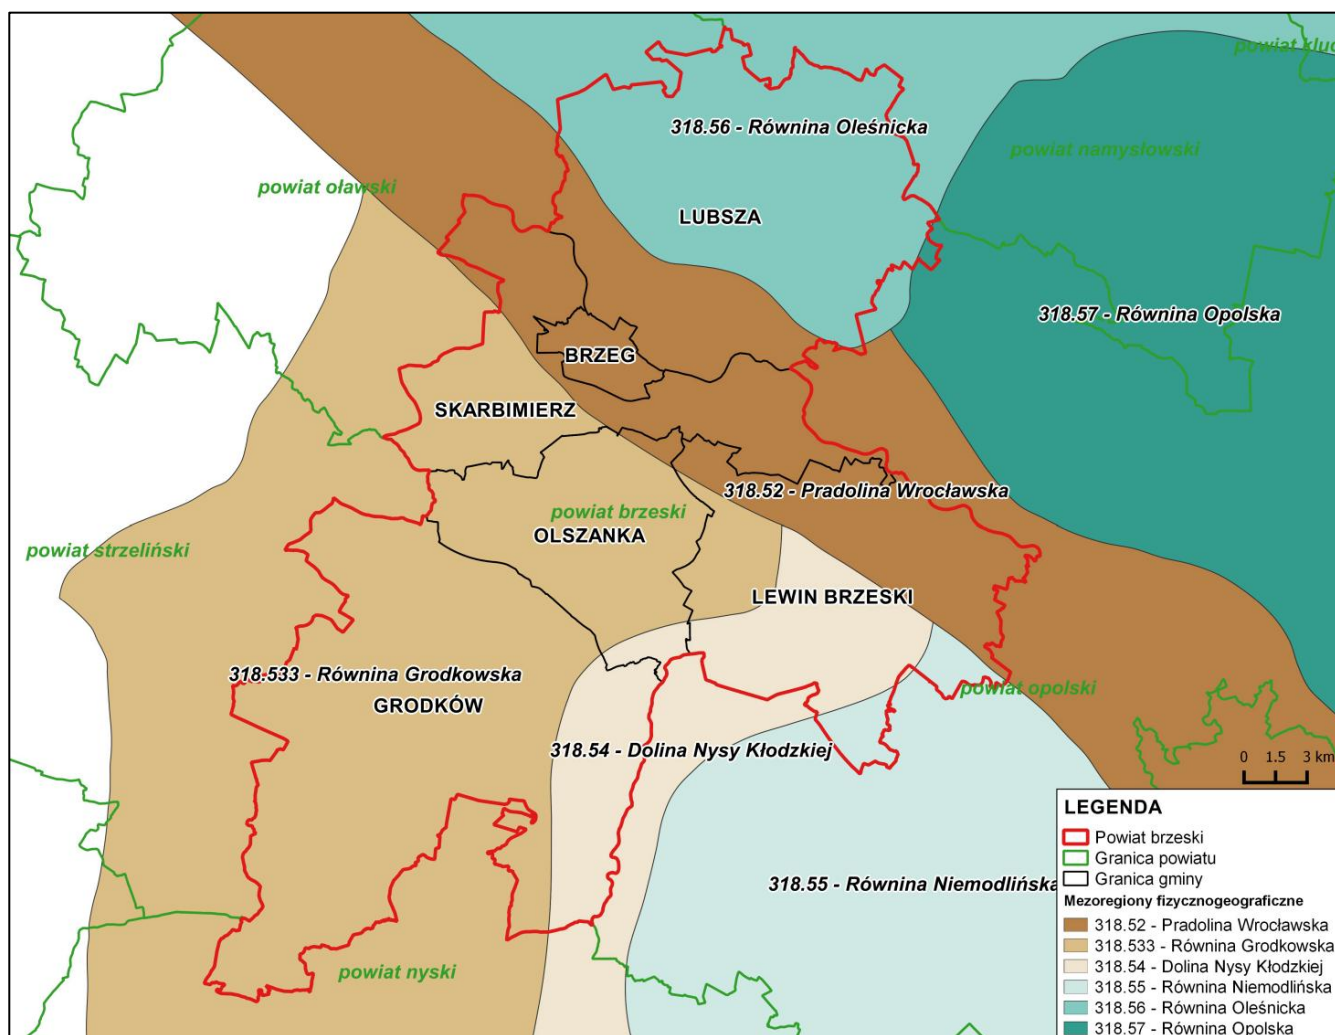 powiat kluc
318.56 - Równina Oleśnicka
powiat namysłowski
powiat oławski
LUBSZA
318.57 - Równina Opolska
BRZEG
SKARBIMIERZ
318.52 - Pradolina Wrocławska
powiat brzeski
OLSZANKA
powiat strzeliński
LEWIN BRZESKI
318.533 - Równina Grodkowska
powiat opolski
GRODKÓW
318.54 - Dolina Nysy Kłodzkiej
0 1.5 3 km
318.55 - Równina Niemodlińska
powiat nyski
LEGENDA
Powiat brzeski
Granica powiatu
Granica gminy
Mezoregiony fizycznogeograficzne
318.52 - Pradolina Wrocławska
318.533 - Równina Grodkowska
318.54 - Dolina Nysy Kłodzkiej
318.55 - Równina Niemodlińska
318.56 - Równina Oleśnicka
318.57 - Równina Opolska